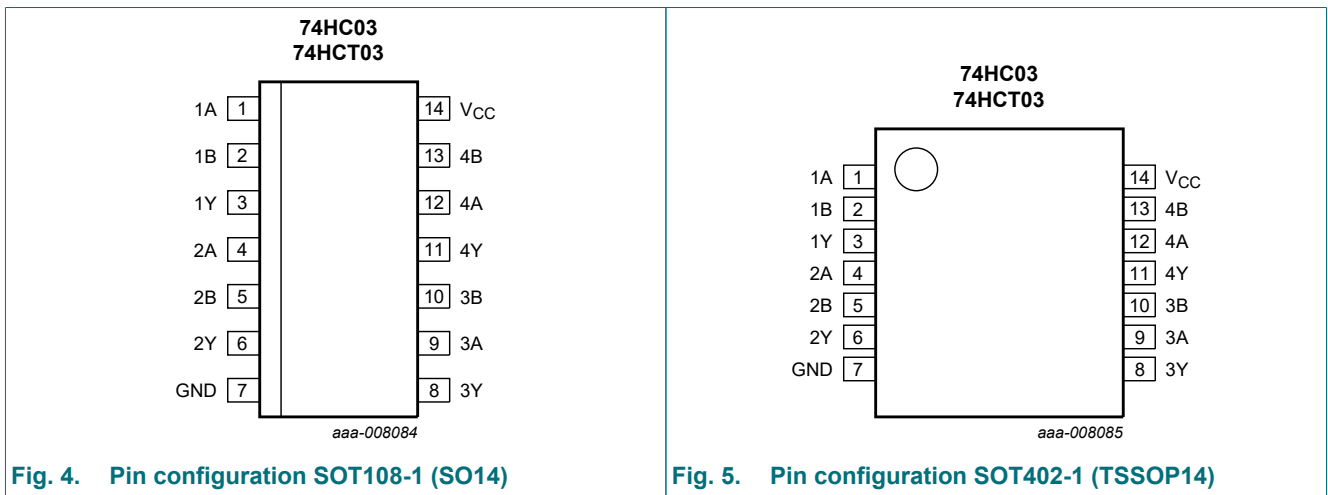 74HC03
74HCT03
1A 1 14 VCC
1B 2 13 4B
1Y 3 12 4A
2A 4 11 4Y
2B 5 10 3B
2Y 6 9 3A
GND 7 8 3Y
aaa-008084
Fig. 4. Pin configuration SOT108-1 (SO14)
74HC03
74HCT03
1A 1 14 VCC
1B 2 13 4B
1Y 3 12 4A
2A 4 11 4Y
2B 5 10 3B
2Y 6 9 3A
GND 7 8 3Y
aaa-008085
Fig. 5. Pin configuration SOT402-1 (TSSOP14)